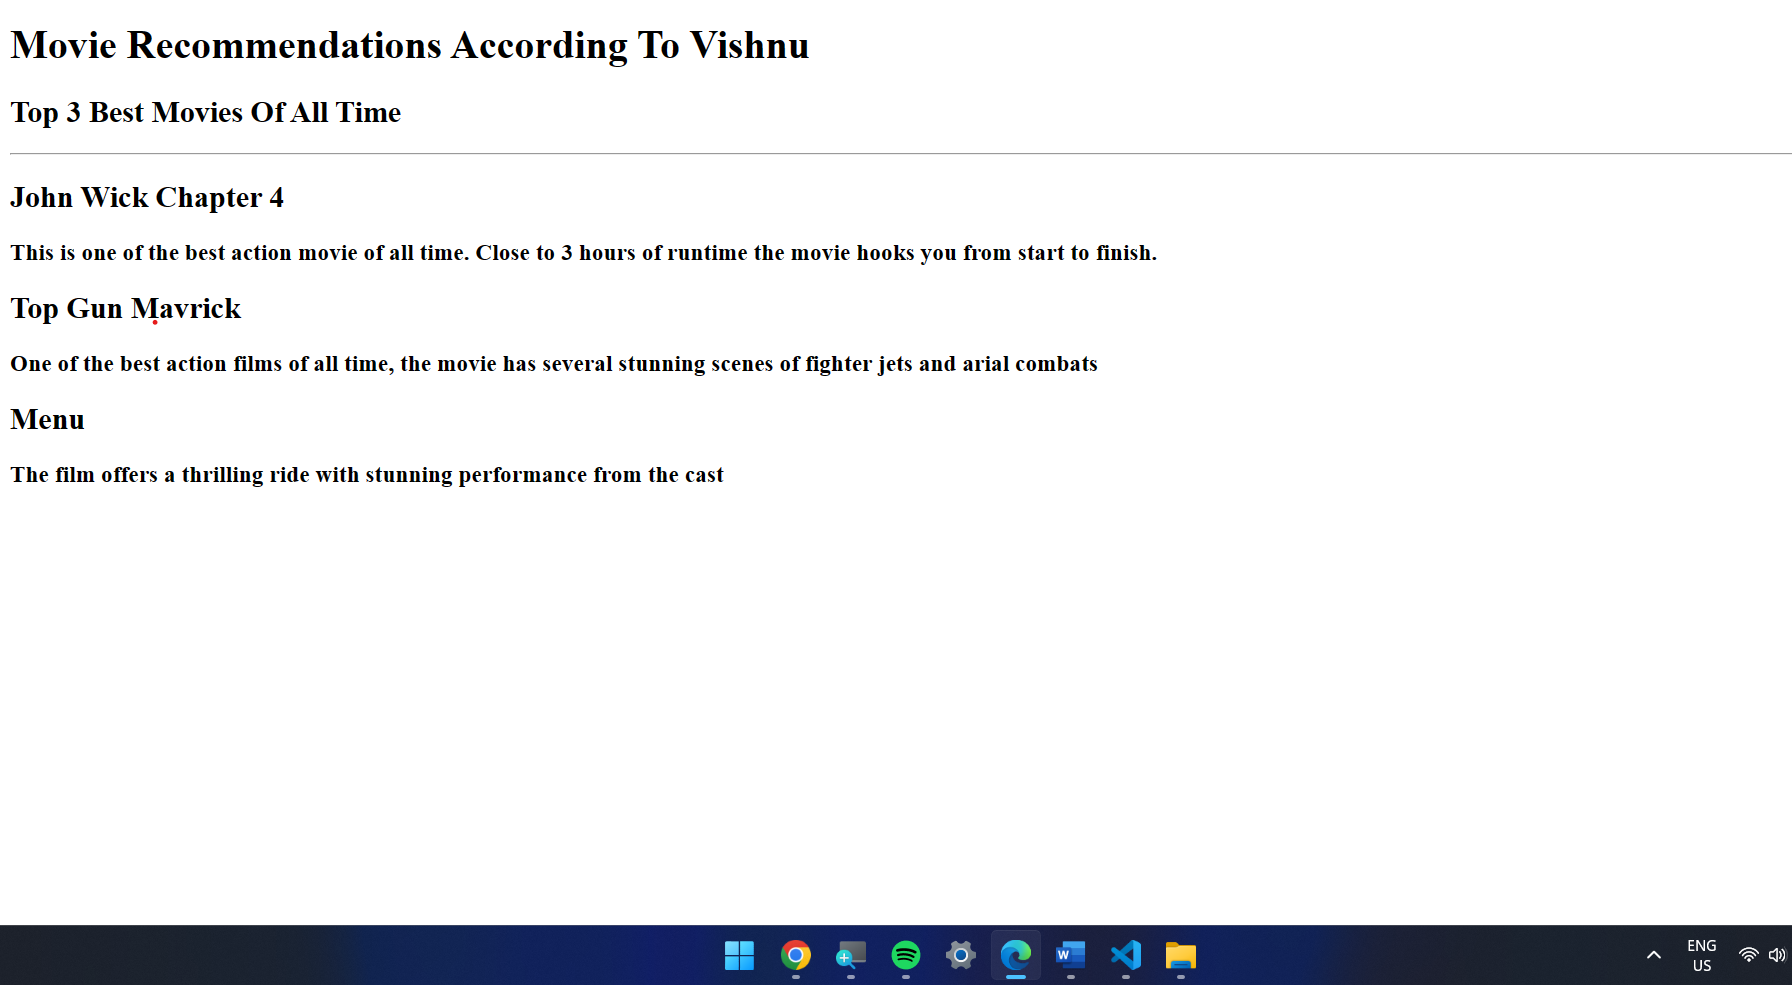 Movie Recommendations According To Vishnu
Top 3 Best Movies Of All Time
John Wick Chapter 4
This is one of the best action movie of all time. Close to 3 hours of runtime the movie hooks you from start to finish.
Top Gun Mavrick
One of the best action films of all time, the movie has several stunning scenes of fighter jets and arial combats
Menu
The film offers a thrilling ride with stunning performance from the cast
W
ENG
US